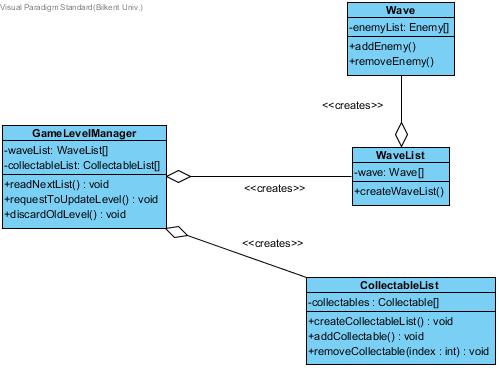 Visual Paradigm Standard(Bilkent Univ.)
Wave
-enemyList: Enemy[]
+addEnemy()
+removeEnemy()
<<creates>>
GameLevelManager
-waveList: WaveList[]
-collectableList: CollectableList[]
+readNextList() : void
+requestToUpdateLevel() : void
+discardOldLevel() : void
<<creates>>
WaveList
-wave: Wave[]
+createWaveList()
<<creates>>
CollectableList
-collectables : Collectable[]
+createCollectableList() : void
+addCollectable() : void
+removeCollectable(index : int) : void